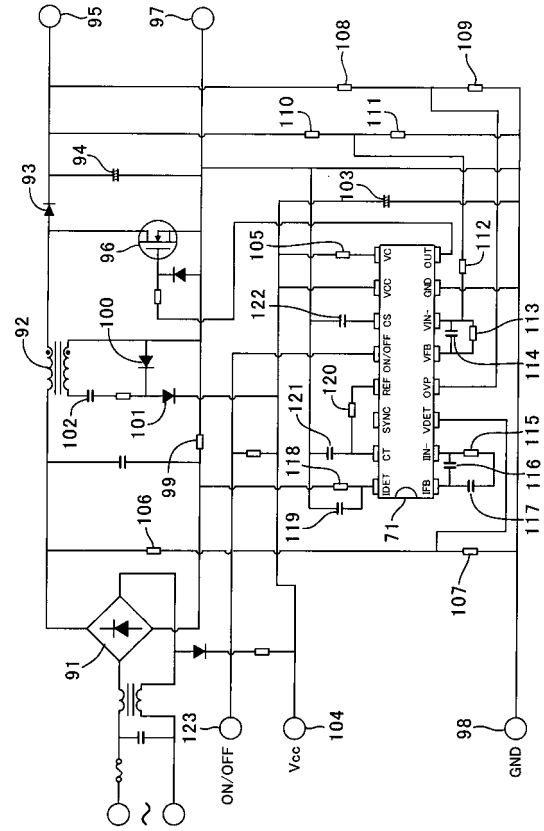 95
97
93
94
96
92
100
101
102
99
106
91
123
ON/OFF
Vcc
104
98
GND
108
109
110
111
103
105
112
122
120
121
118
119
113
114
115
116
117
107
71
IDET
CT
SYNC
REF
ON/OFF
CS
VCC
VC
IFB
IIN-
VDET
OVP
VFB
VIN-
GND
OUT
~